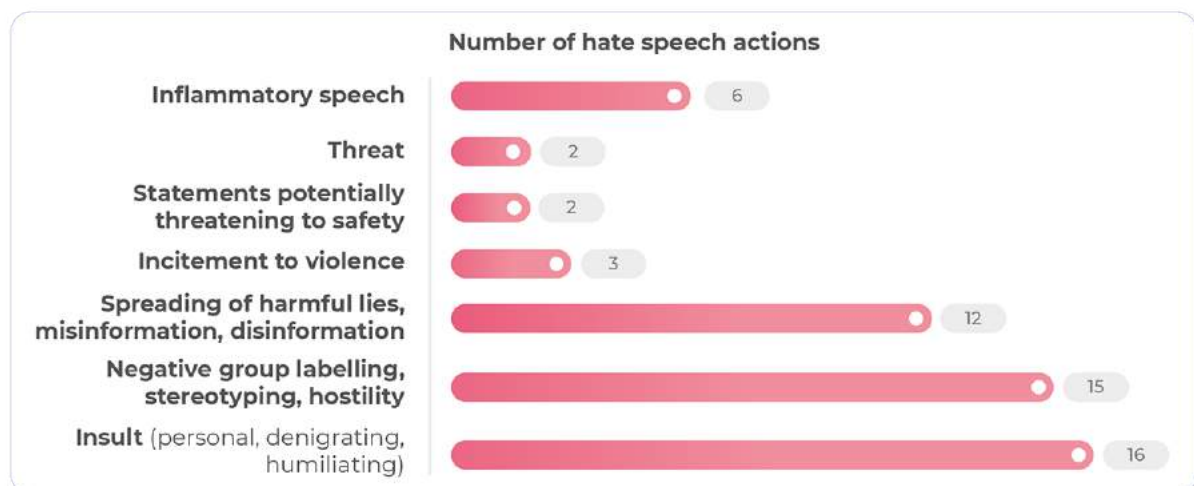 Number of hate speech actions
Inflammatory speech
6
Threat
2
Statements potentially
threatening to safety
2
Incitement to violence
3
Spreading of harmful lies,
misinformation, disinformation
12
Negative group labelling,
stereotyping, hostility
15
Insult (personal, denigrating,
humiliating)
16